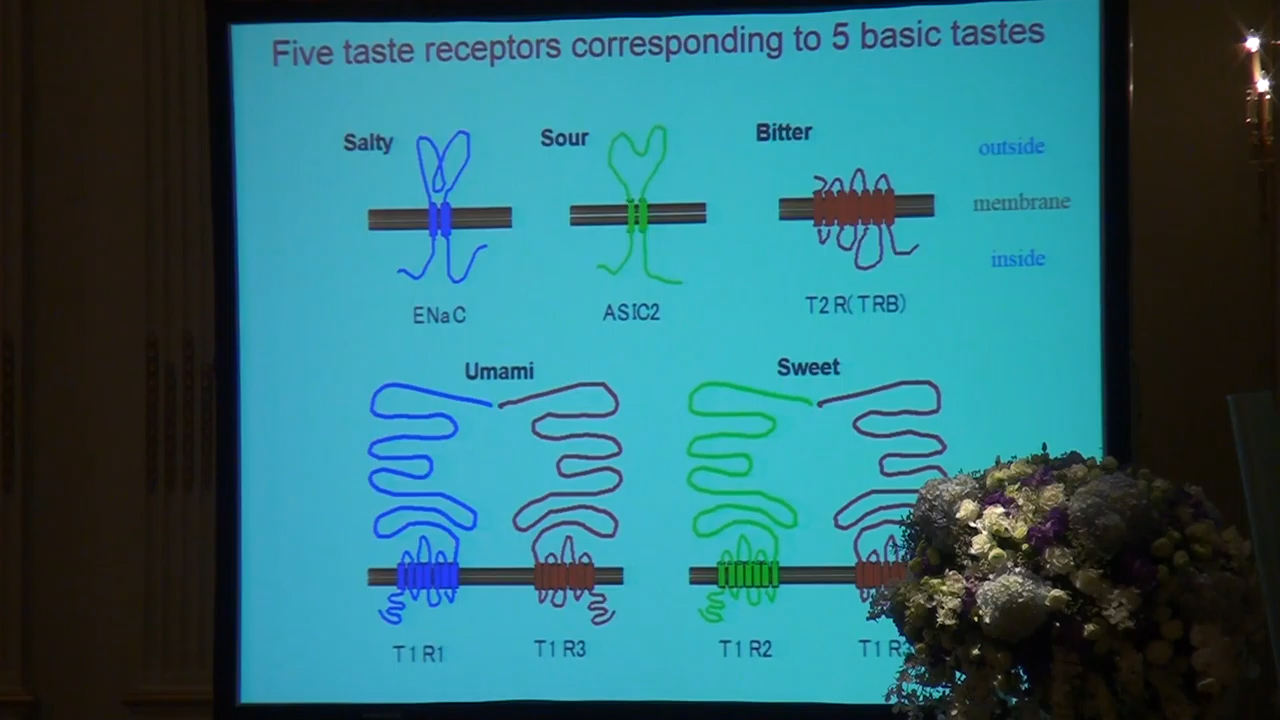 Five taste receptors corresponding to 5 basic tastes
Salty
Sour
Bitter
outside
membrane
inside
ENaC
ASIC2
T2R(TRB)
Umami
Sweet
T1R1
T1R3
T1R2